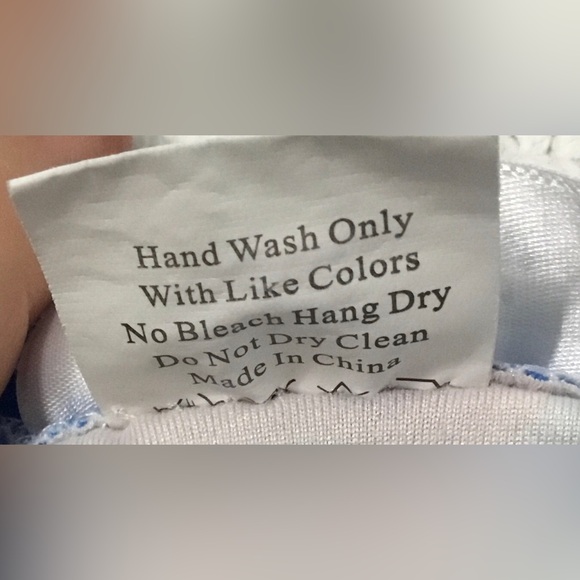 Hand Wash Only
With Like Colors
No Bleach Hang Dry
Do Not Dry Clean
Made In China